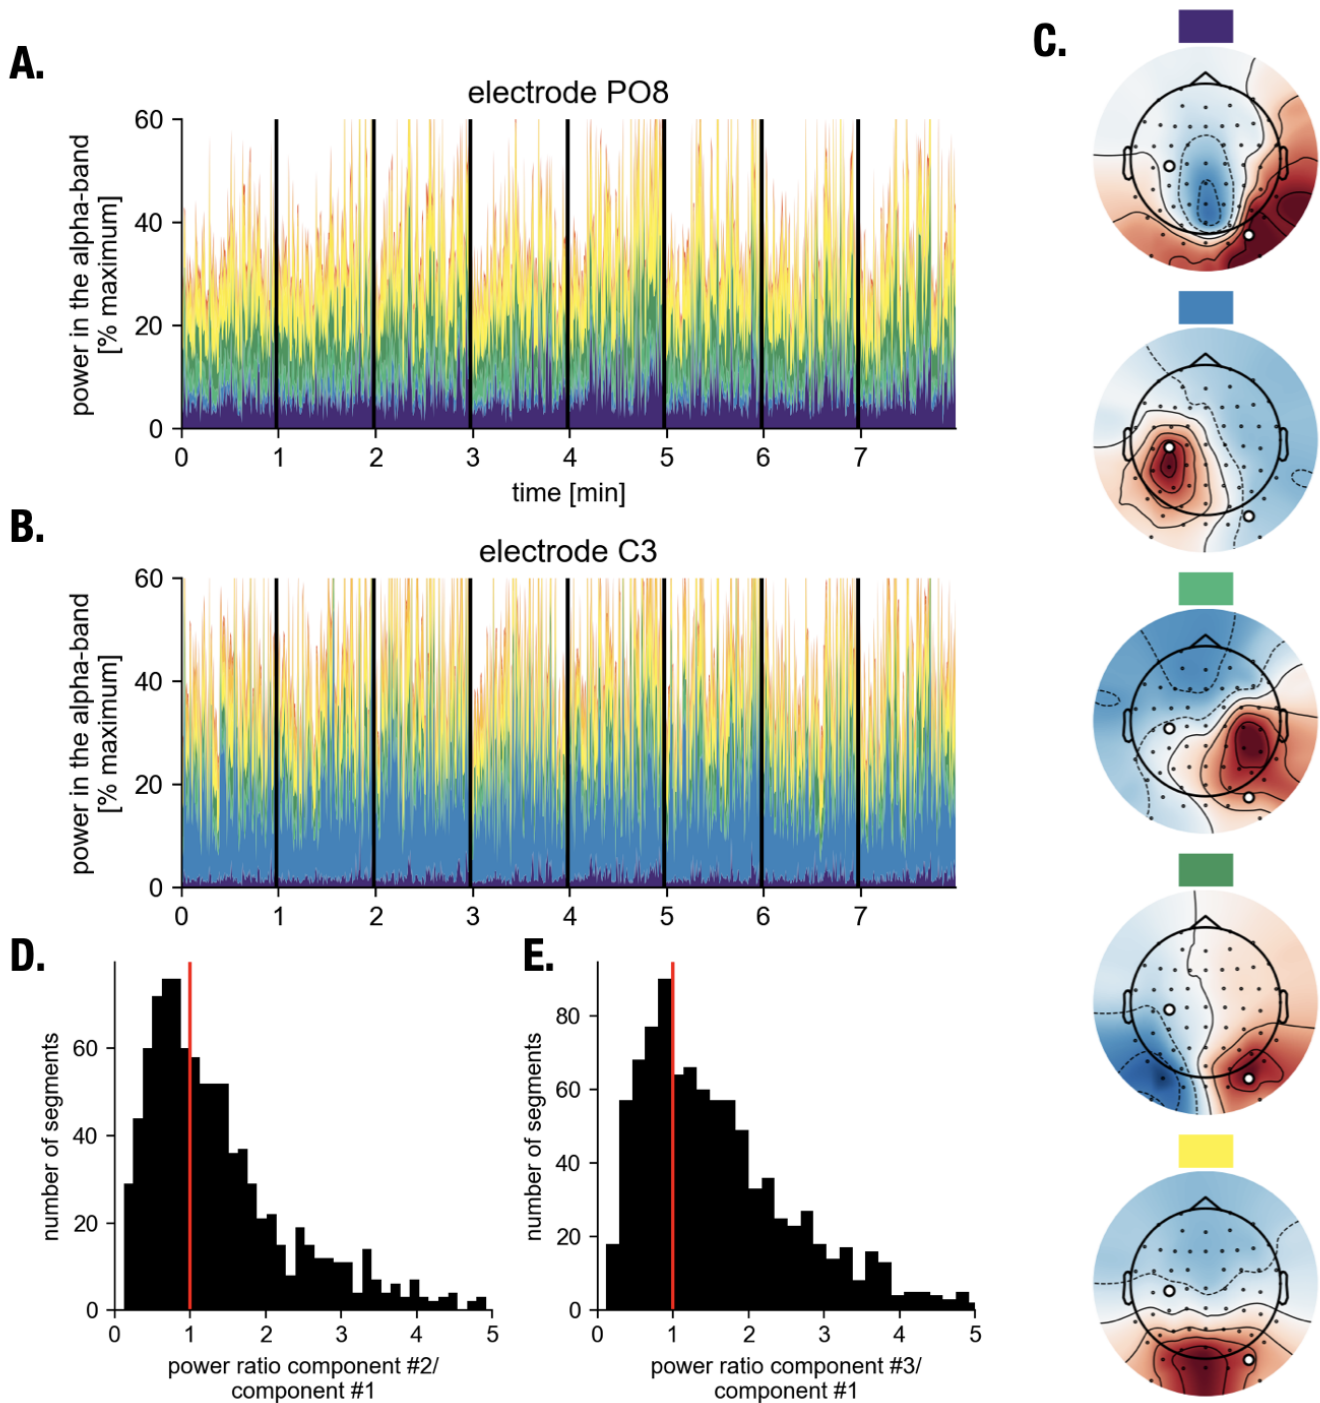 A.
electrode PO8
power in the alpha-band
[% maximum]
60
40
20
0
0 1 2 3 4 5 6 7
time [min]
B.
electrode C3
power in the alpha-band
[% maximum]
60
40
20
0
0 1 2 3 4 5 6 7
C.
D.
number of segments
60
40
20
0
0 1 2 3 4 5
power ratio component #2/
component #1
E.
number of segments
80
60
40
20
0
0 1 2 3 4 5
power ratio component #3/
component #1